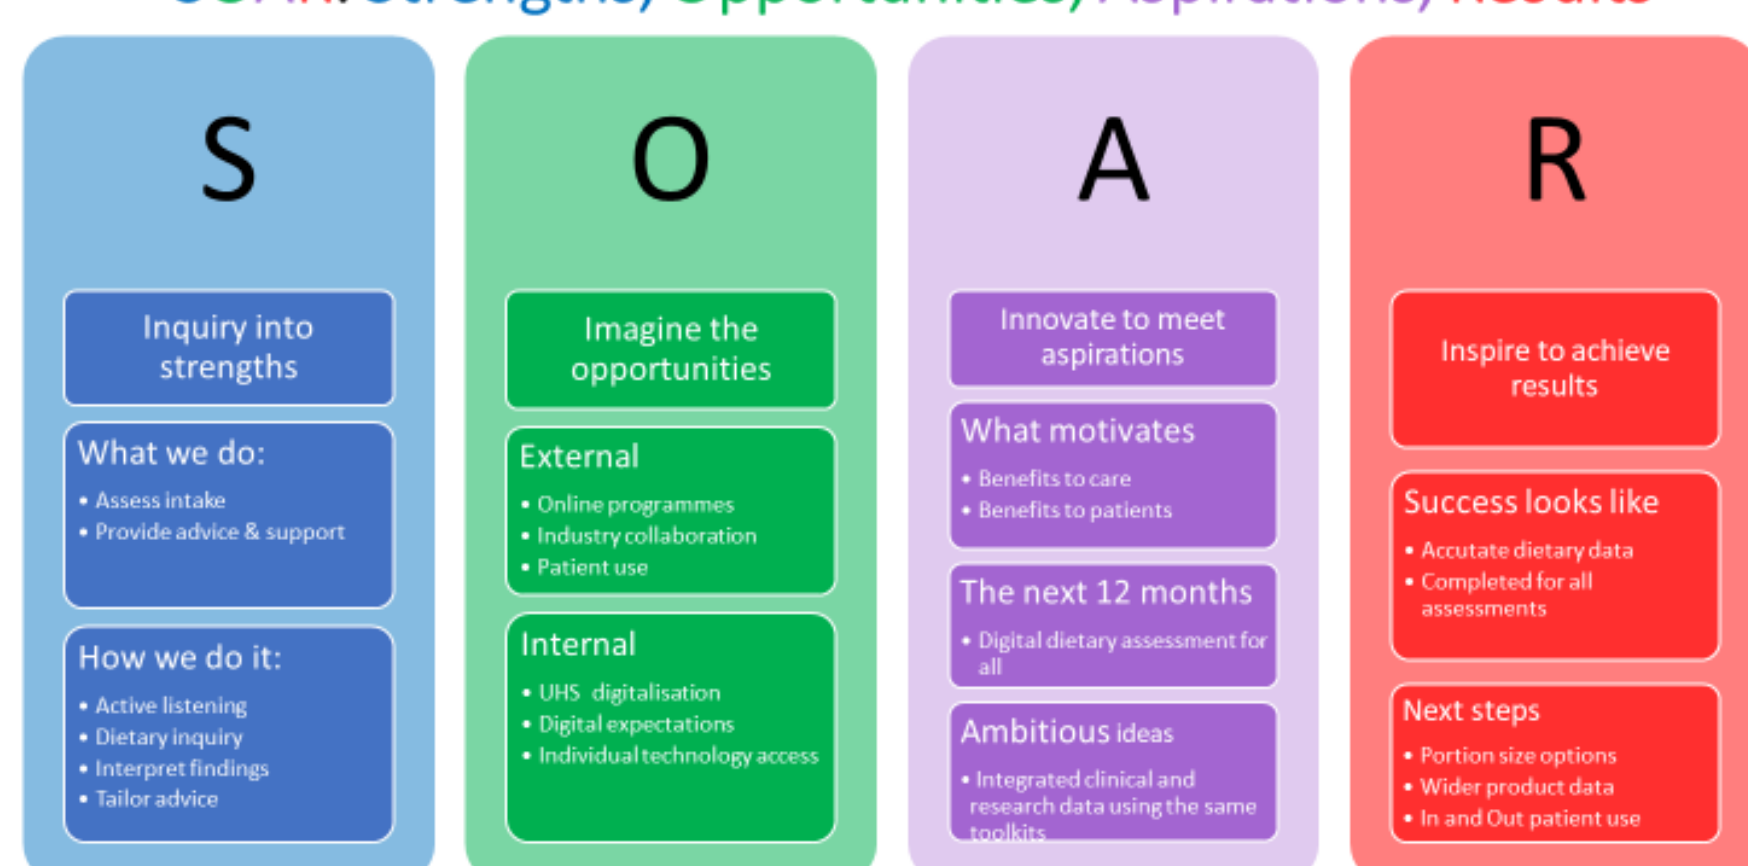 SOAR: Strengths, Opportunities, Aspirations, Results
S
Inquiry into
strengths
What we do:
• Assess intake
• Provide advice & support
How we do it:
• Active listening
• Dietary inquiry
• Interpret findings
• Tailor advice
O
Imagine the
opportunities
External
• Online programmes
• Industry collaboration
• Patient use
Internal
• UHS digitalisation
• Digital expectations
• Individual technology access
A
Innovate to meet
aspirations
What motivates
• Benefits to care
• Benefits to patients
The next 12 months
• Digital dietary assessment for
all
Ambitious ideas
• Integrated clinical and
research data using the same
toolkits
R
Inspire to achieve
results
Success looks like
• Accutate dietary data
• Completed for all
assessments
Next steps
• Portion size options
• Wider product data
• In and Out patient use